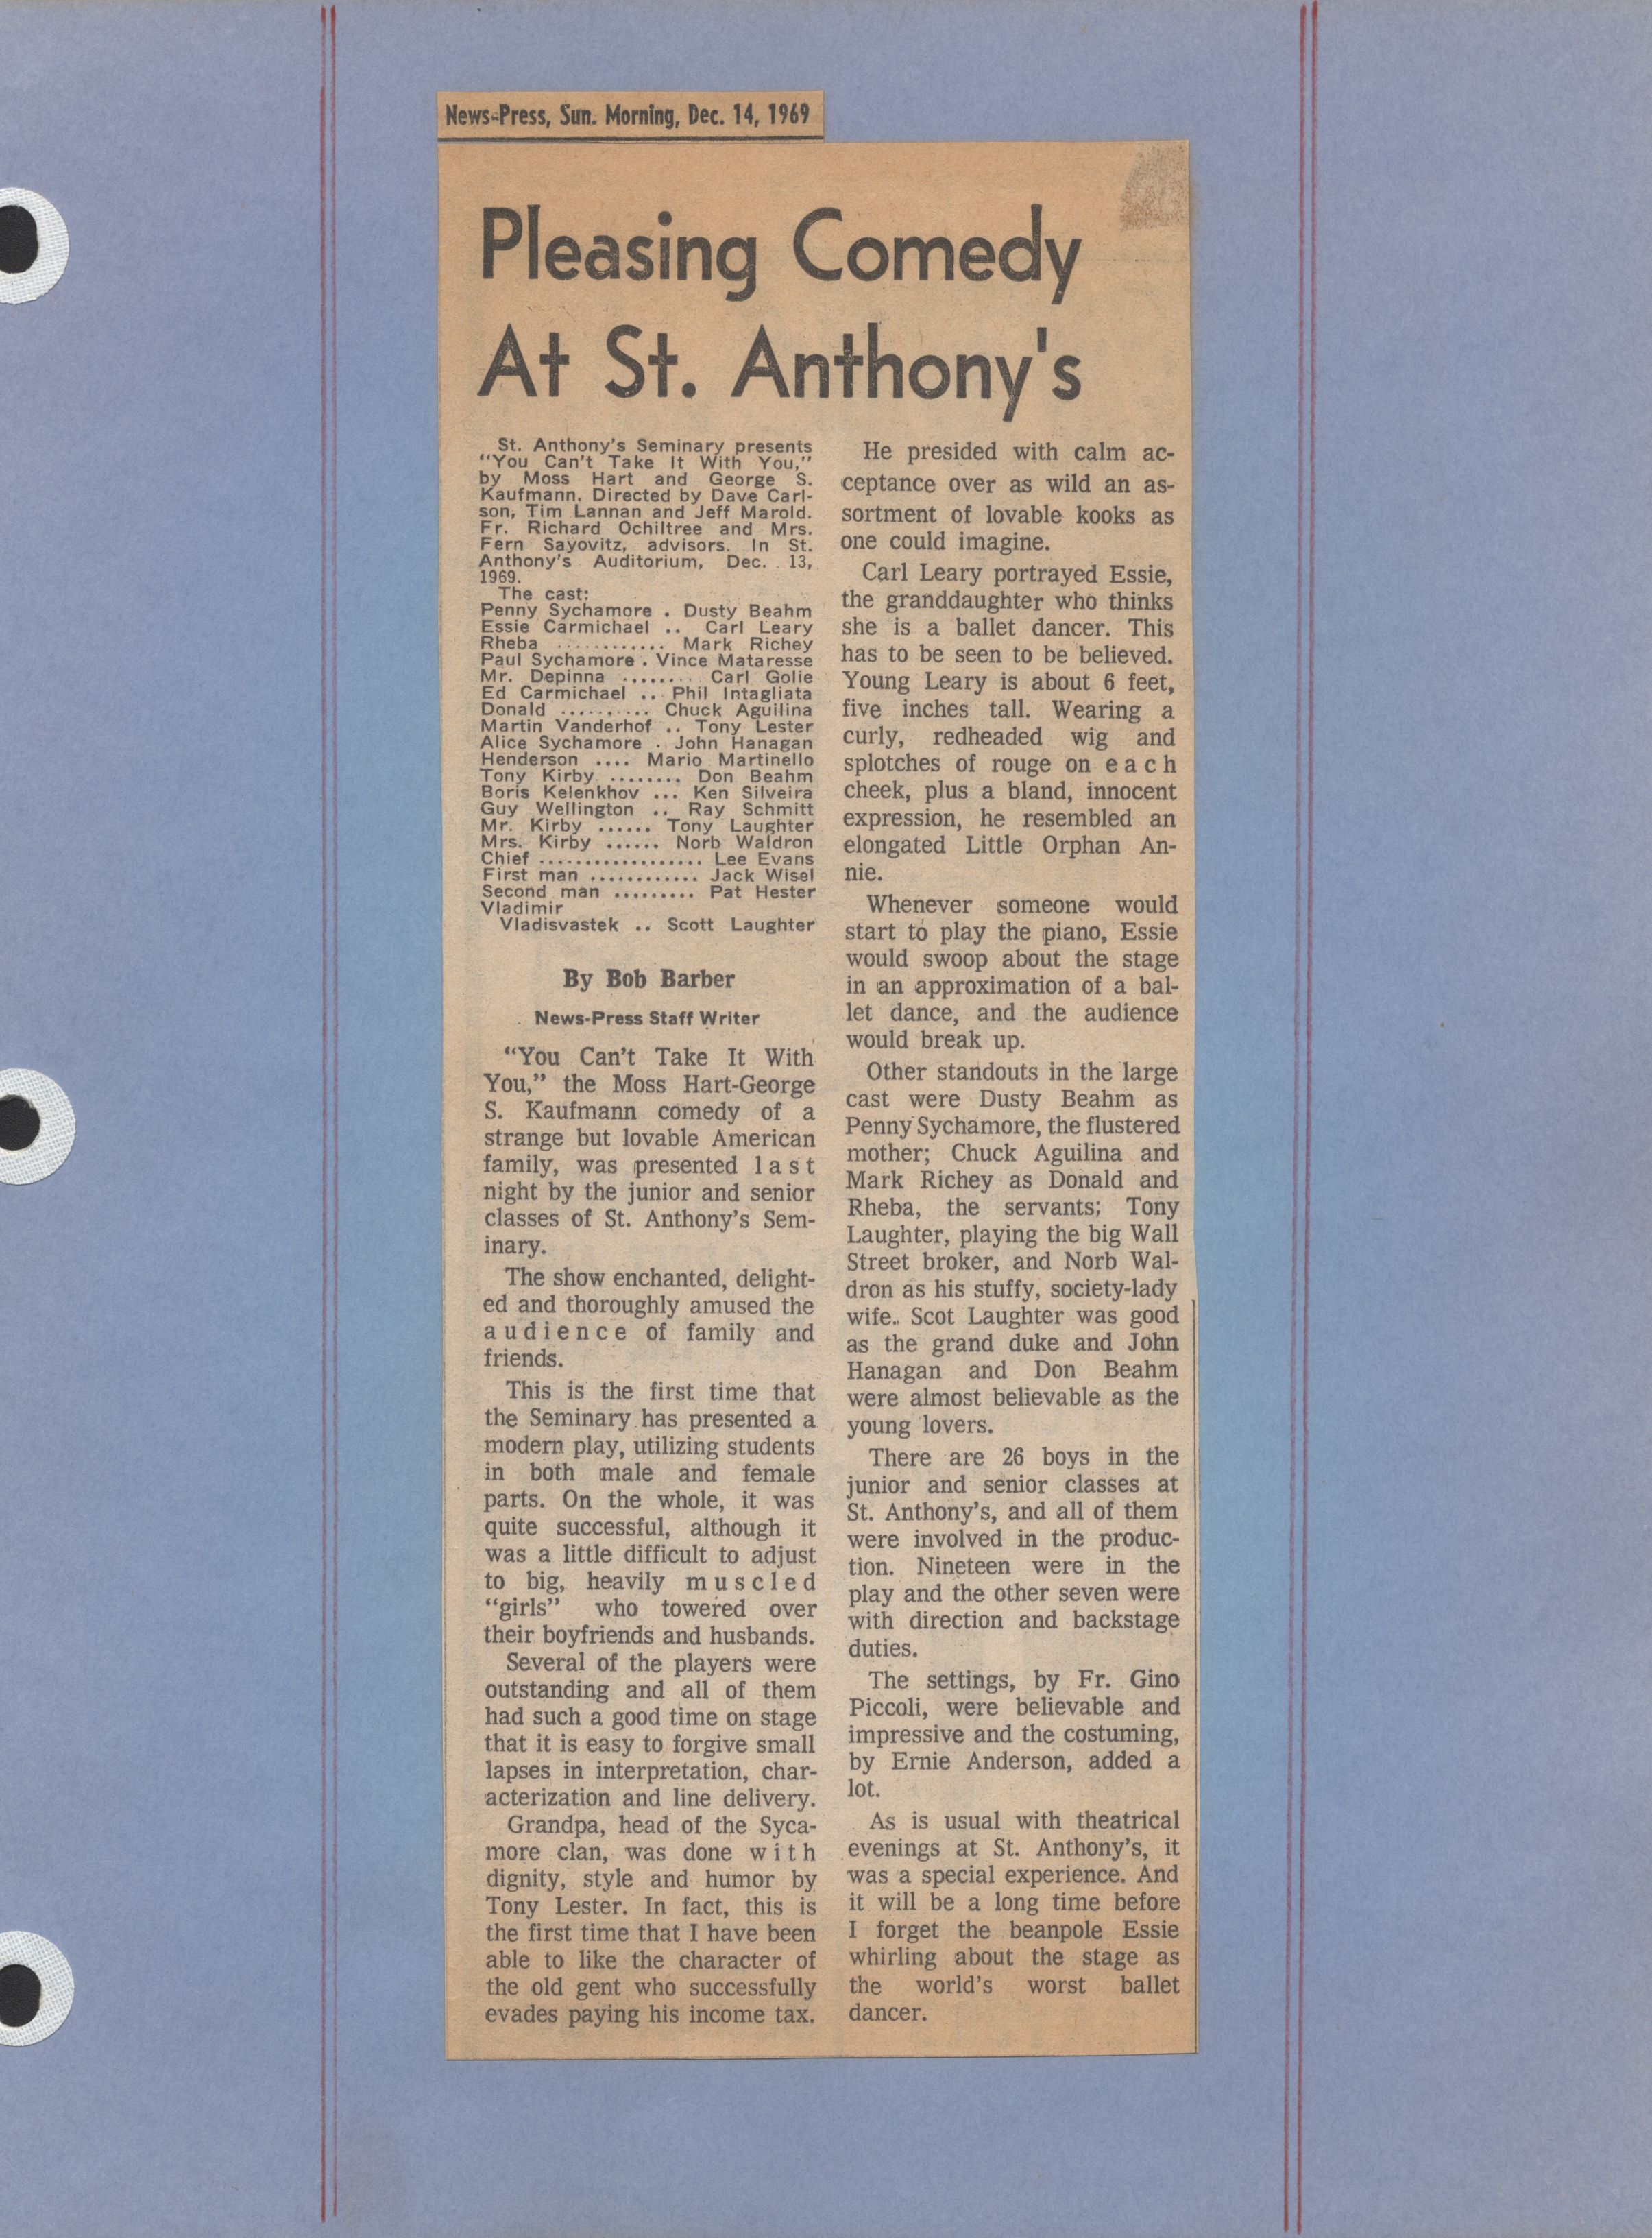 News-Press, Sun. Morning, Dec. 14, 1969
Pleasing Comedy
At St. Anthony's
St. Anthony's Seminary presents
“You Can't Take It With You,”
by Moss Hart and George S.
Kaufmann. Directed by Dave Carl-
son, Tim Lannan and Jeff Marold.
Fr. Richard Ochiltree and Mrs.
Fern Sayovitz, advisors. In St.
Anthony's Auditorium, Dec. 13,
1969.
The cast:
Penny Sychamore . Dusty Beahm
Essie Carmichael .. Carl Leary
Rheba ............ Mark Richey
Paul Sychamore . Vince Mataresse
Mr. Depinna ........ Carl Golie
Ed Carmichael .. Phil Intagliata
Donald .......... Chuck Aguilina
Martin Vanderhof .. Tony Lester
Alice Sychamore . John Hanagan
Henderson .... Mario Martinello
Tony Kirby ........ Don Beahm
Boris Kelenkhov ... Ken Silveira
Guy Wellington .. Ray Schmitt
Mr. Kirby ...... Tony Laughter
Mrs. Kirby ...... Norb Waldron
Chief .................. Lee Evans
First man ............ Jack Wisel
Second man ......... Pat Hester
Vladimir
Vladisvastek .. Scott Laughter
By Bob Barber
News-Press Staff Writer
“You Can't Take It With
You,” the Moss Hart-George
S. Kaufmann comedy of a
strange but lovable American
family, was presented last
night by the junior and senior
classes of St. Anthony's Sem-
inary.
The show enchanted, delight-
ed and thoroughly amused the
audience of family and
friends.
This is the first time that
the Seminary has presented a
modern play, utilizing students
in both male and female
parts. On the whole, it was
quite successful, although it
was a little difficult to adjust
to big, heavily muscled
“girls” who towered over
their boyfriends and husbands.
Several of the players were
outstanding and all of them
had such a good time on stage
that it is easy to forgive small
lapses in interpretation, char-
acterization and line delivery.
Grandpa, head of the Syca-
more clan, was done with
dignity, style and humor by
Tony Lester. In fact, this is
the first time that I have been
able to like the character of
the old gent who successfully
evades paying his income tax.
He presided with calm ac-
ceptance over as wild an as-
sortment of lovable kooks as
one could imagine.
Carl Leary portrayed Essie,
the granddaughter who thinks
she is a ballet dancer. This
has to be seen to be believed.
Young Leary is about 6 feet,
five inches tall. Wearing a
curly, redheaded wig and
splotches of rouge on each
cheek, plus a bland, innocent
expression, he resembled an
elongated Little Orphan An-
nie.
Whenever someone would
start to play the piano, Essie
would swoop about the stage
in an approximation of a bal-
let dance, and the audience
would break up.
Other standouts in the large
cast were Dusty Beahm as
Penny Sychamore, the flustered
mother; Chuck Aguilina and
Mark Richey as Donald and
Rheba, the servants; Tony
Laughter, playing the big Wall
Street broker, and Norb Wal-
dron as his stuffy, society-lady
wife. Scot Laughter was good
as the grand duke and John
Hanagan and Don Beahm
were almost believable as the
young lovers.
There are 26 boys in the
junior and senior classes at
St. Anthony's, and all of them
were involved in the produc-
tion. Nineteen were in the
play and the other seven were
with direction and backstage
duties.
The settings, by Fr. Gino
Piccoli, were believable and
impressive and the costuming,
by Ernie Anderson, added a
lot.
As is usual with theatrical
evenings at St. Anthony's, it
was a special experience. And
it will be a long time before
I forget the beanpole Essie
whirling about the stage as
the world's worst ballet
dancer.